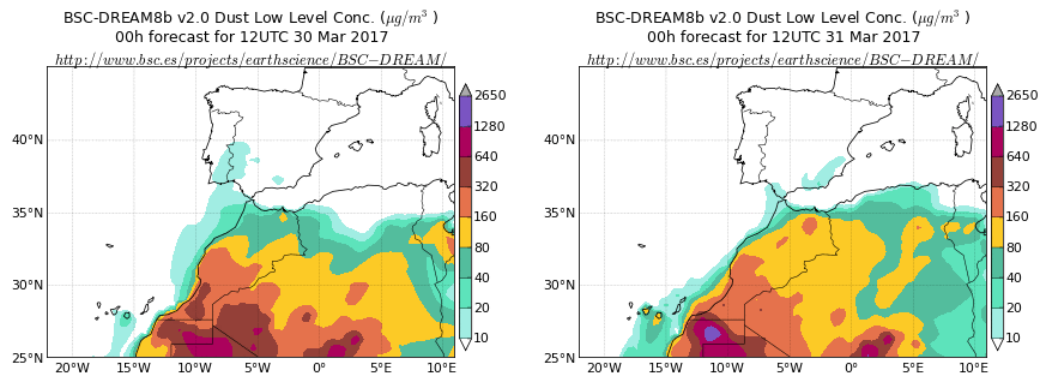 BSC-DREAM8b v2.0 Dust Low Level Conc. (µg/m³ )
00h forecast for 12UTC 30 Mar 2017
http://www.bsc.es/projects/earthscience/BSC−DREAM/
40°N
35°N
30°N
25°N
20°W
15°W
10°W
5°W
0°E
5°E
10°E
2650
1280
640
320
160
80
40
20
10
BSC-DREAM8b v2.0 Dust Low Level Conc. (µg/m³ )
00h forecast for 12UTC 31 Mar 2017
http://www.bsc.es/projects/earthscience/BSC−DREAM/
40°N
35°N
30°N
25°N
20°W
15°W
10°W
5°W
0°E
5°E
10°E
2650
1280
640
320
160
80
40
20
10